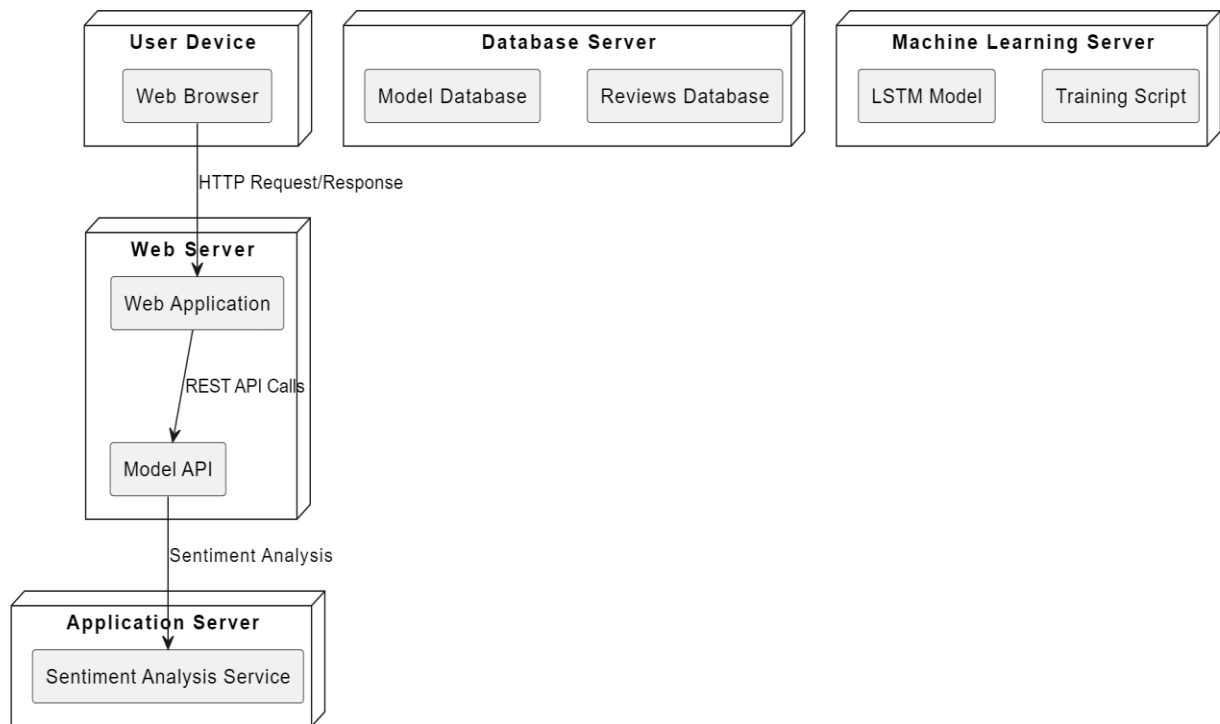 User Device
Web Browser
Database Server
Model Database
Reviews Database
Machine Learning Server
LSTM Model
Training Script
HTTP Request/Response
Web Server
Web Application
REST API Calls
Model API
Sentiment Analysis
Application Server
Sentiment Analysis Service